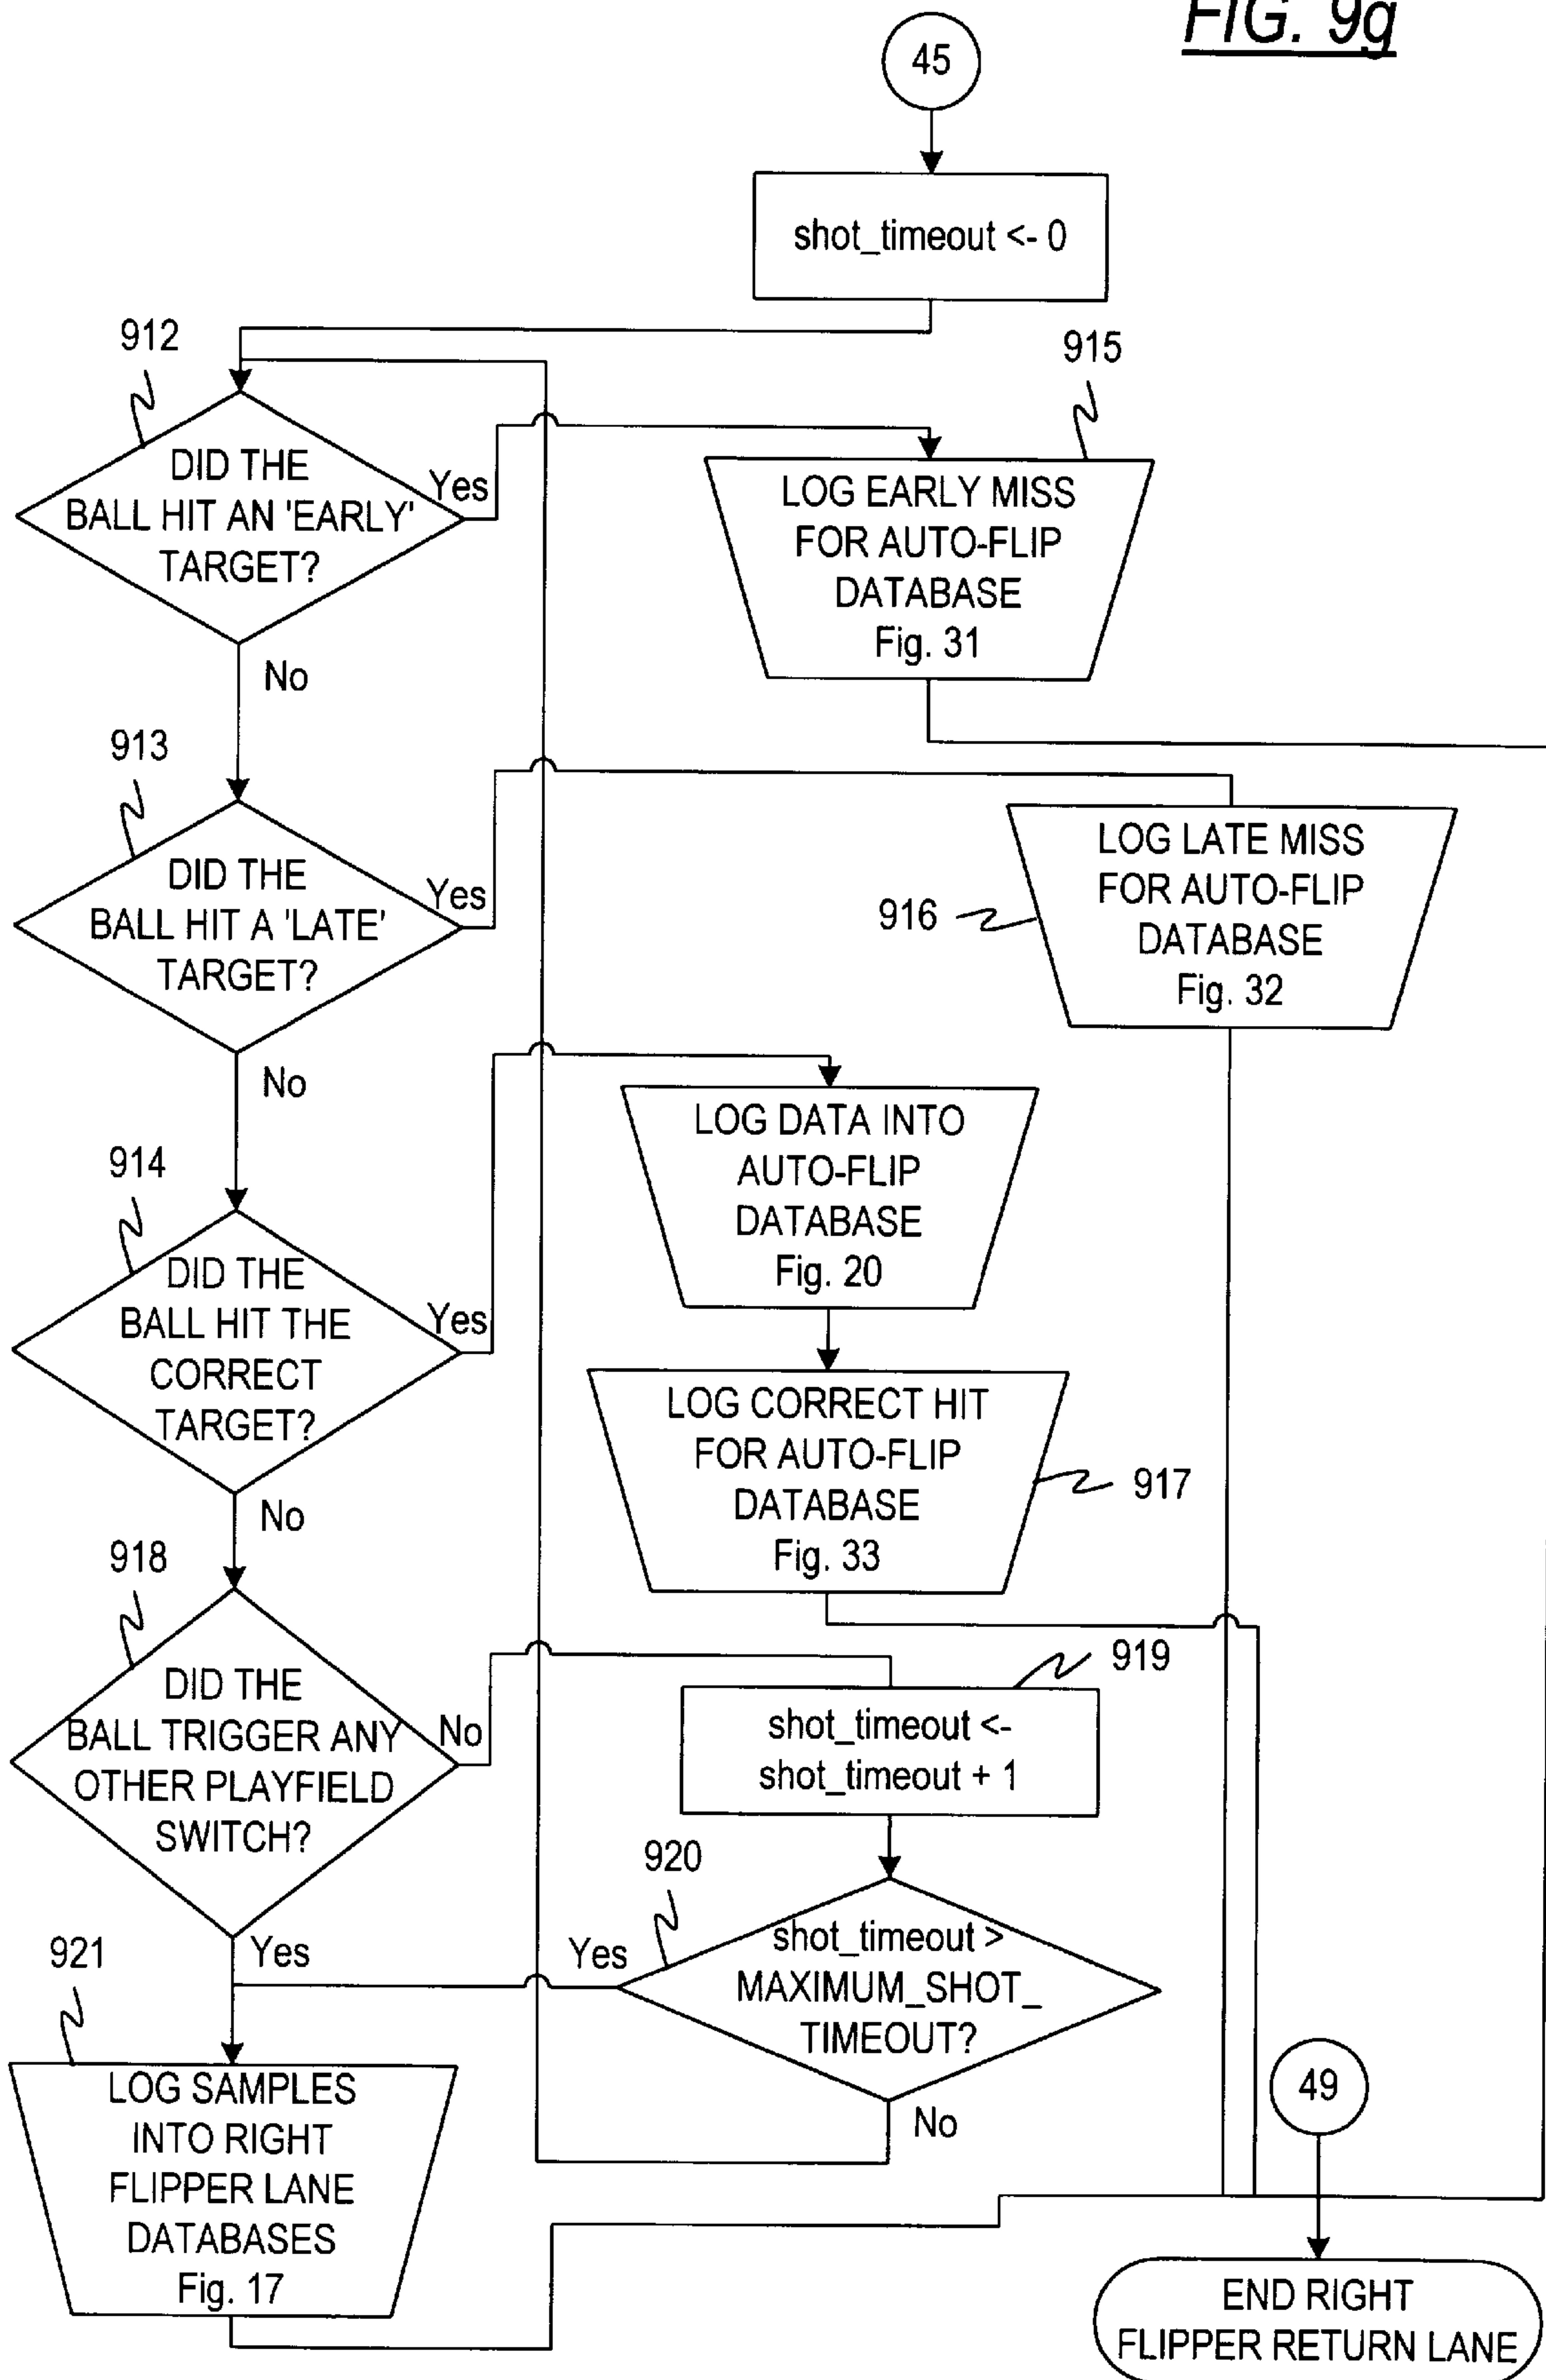 FIG. 9g
45
shot_timeout <- 0
912
915
DID THE
BALL HIT AN 'EARLY'
TARGET?
Yes
No
LOG EARLY MISS
FOR AUTO-FLIP
DATABASE
Fig. 31
913
DID THE
BALL HIT A 'LATE'
TARGET?
Yes
No
916
LOG LATE MISS
FOR AUTO-FLIP
DATABASE
Fig. 32
914
DID THE
BALL HIT THE
CORRECT
TARGET?
Yes
No
LOG DATA INTO
AUTO-FLIP
DATABASE
Fig. 20
LOG CORRECT HIT
FOR AUTO-FLIP
DATABASE
Fig. 33
917
918
DID THE
BALL TRIGGER ANY
OTHER PLAYFIELD
SWITCH?
No
Yes
919
shot_timeout <-
shot_timeout + 1
920
shot_timeout >
MAXIMUM_SHOT_
TIMEOUT?
Yes
No
921
LOG SAMPLES
INTO RIGHT
FLIPPER LANE
DATABASES
Fig. 17
49
END RIGHT
FLIPPER RETURN LANE